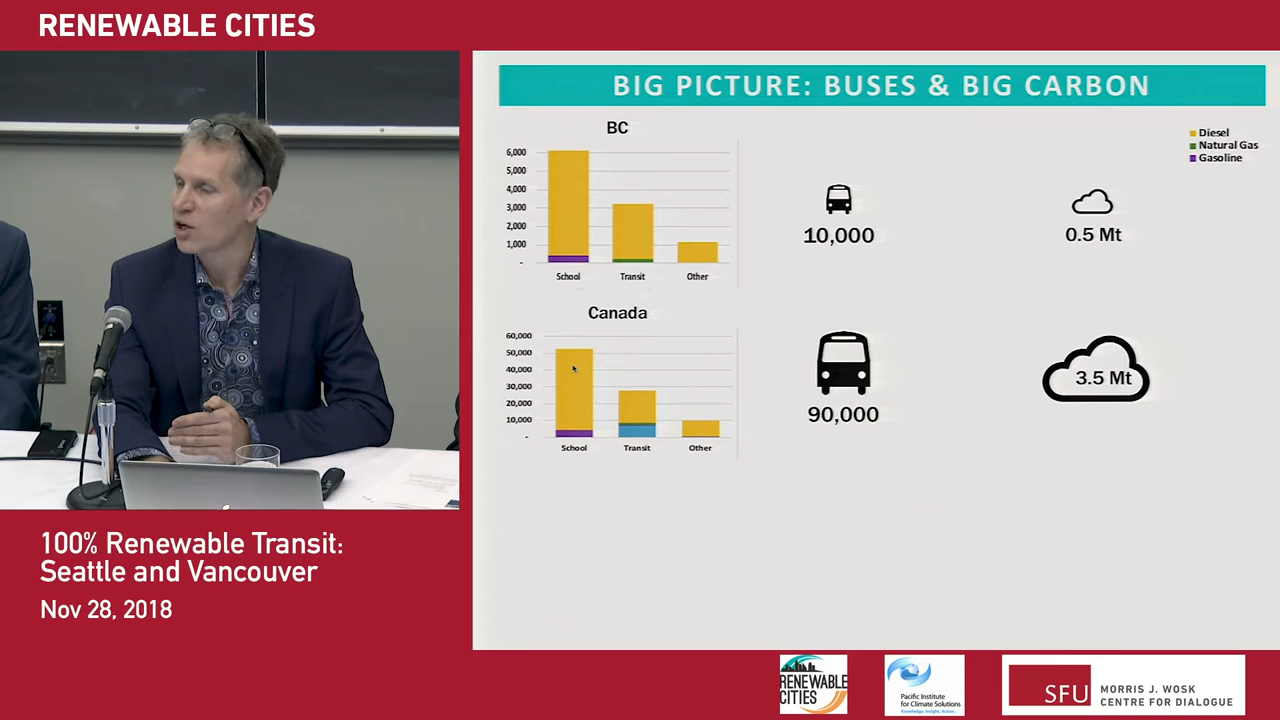 RENEWABLE CITIES
BIG PICTURE: BUSES & BIG CARBON
BC
6,000
5,000
4,000
3,000
2,000
1,000
-
School
Transit
Other
10,000
0.5 Mt
Diesel
Natural Gas
Gasoline
Canada
60,000
50,000
40,000
30,000
20,000
10,000
-
School
Transit
Other
90,000
3.5 Mt
100% Renewable Transit:
Seattle and Vancouver
Nov 28, 2018
RENEWABLE
CITIES
Pacific Institute
for Climate Solutions
Knowledge. Insight. Action.
SFU
MORRIS J. WOSK
CENTRE FOR DIALOGUE